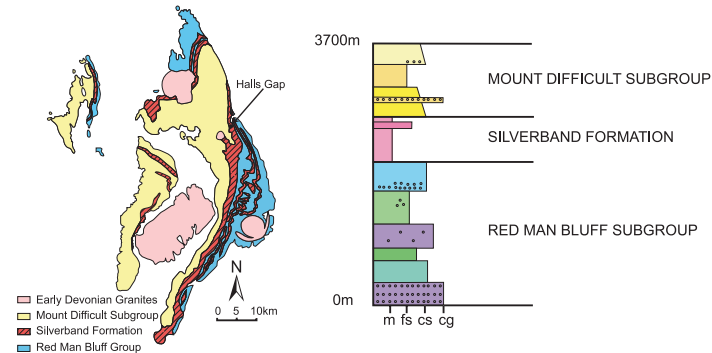 Halls Gap
N
0 5 10km
Early Devonian Granites
Mount Difficult Subgroup
Silverband Formation
Red Man Bluff Group
3700m
MOUNT DIFFICULT SUBGROUP
SILVERBAND FORMATION
RED MAN BLUFF SUBGROUP
0m
m fs cs cg